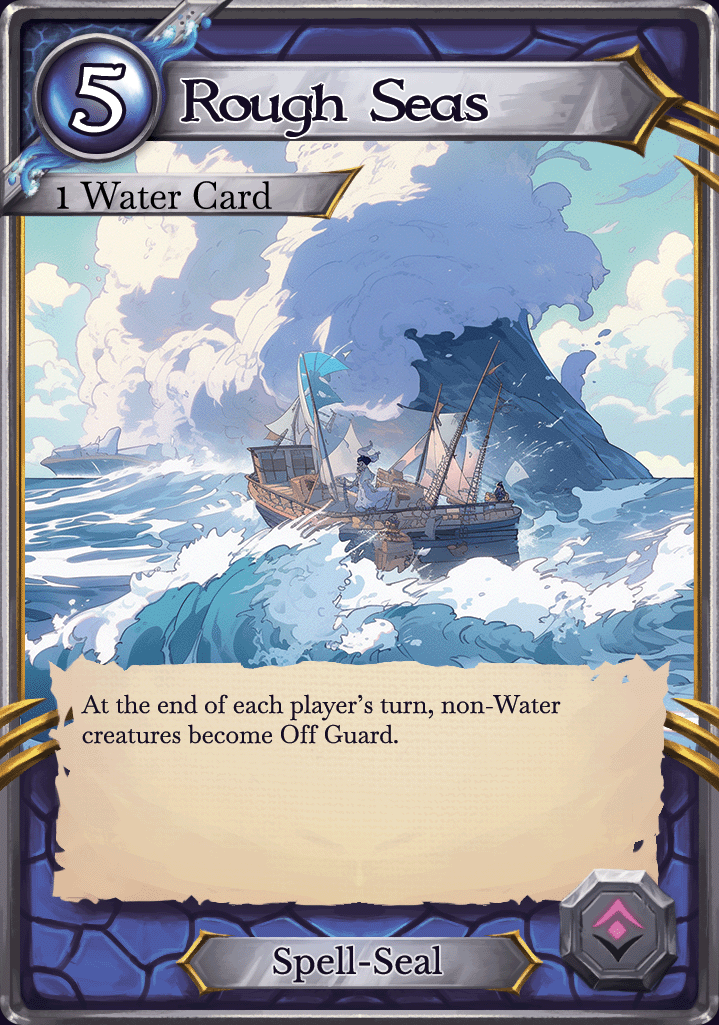 5
Rough Seas
1 Water Card
At the end of each player's turn, non-Water
creatures become Off Guard.
Spell-Seal